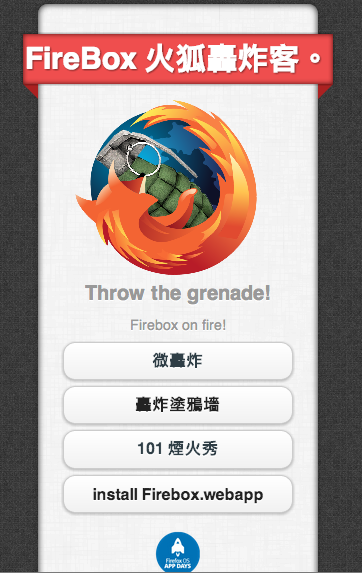 FireBox 火狐轟炸客。
Throw the grenade!
Firebox on fire!
微轟炸
轟炸塗鴉墻
101 煙火秀
install Firebox.webapp
Firefox OS
APP DAYS